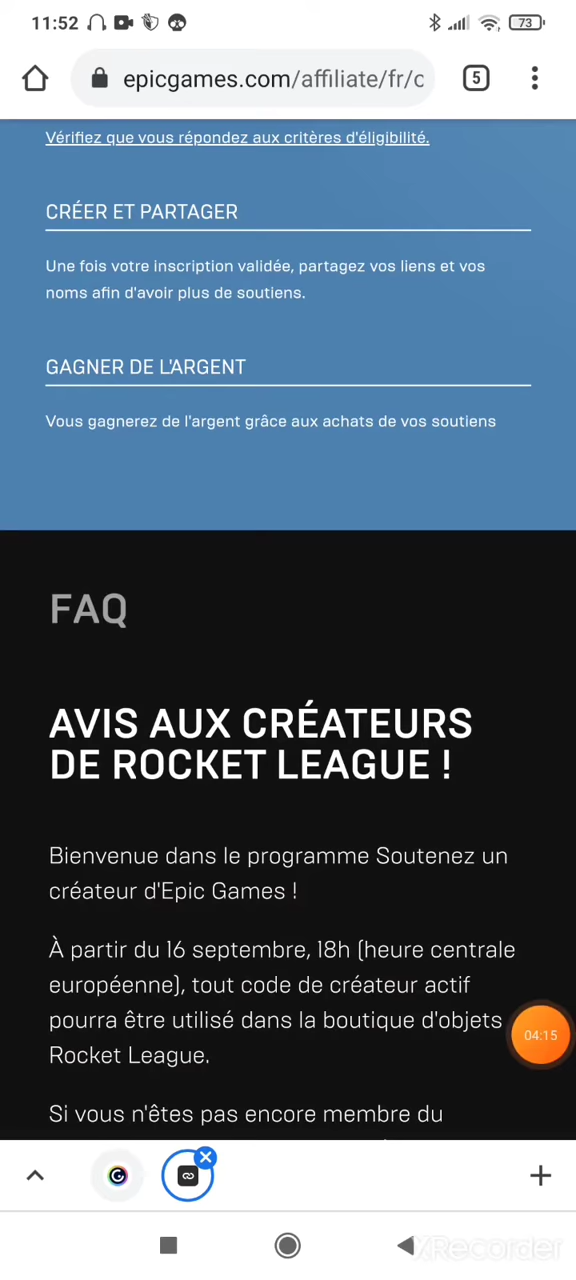 11:52
73
epicgames.com/affiliate/fr/c
5
Vérifiez que vous répondez aux critères d'éligibilité.
CRÉER ET PARTAGER
Une fois votre inscription validée, partagez vos liens et vos
noms afin d'avoir plus de soutiens.
GAGNER DE L'ARGENT
Vous gagnerez de l'argent grâce aux achats de vos soutiens
FAQ
AVIS AUX CRÉATEURS
DE ROCKET LEAGUE !
Bienvenue dans le programme Soutenez un
créateur d'Epic Games !
À partir du 16 septembre, 18h (heure centrale
européenne), tout code de créateur actif
pourra être utilisé dans la boutique d'objets
Rocket League.
04:15
Si vous n'êtes pas encore membre du
XRecorder